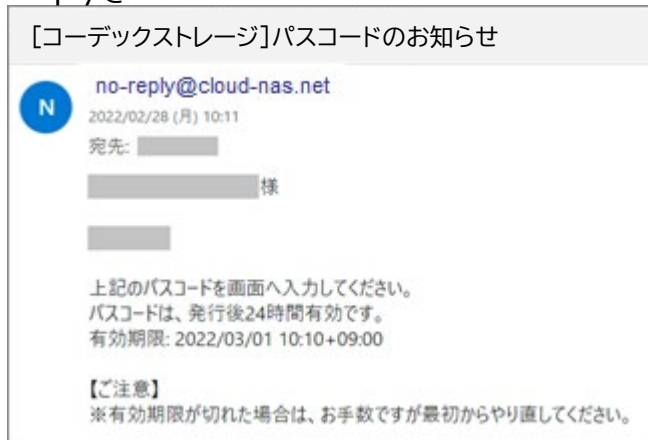 [コーデックストレージ]パスコードのお知らせ
N
no-reply@cloud-nas.net
2022/02/28 (月) 10:11
宛先:
様
上記のパスコードを画面へ入力してください。
パスコードは、発行後24時間有効です。
有効期限: 2022/03/01 10:10+09:00
【ご注意】
※有効期限が切れた場合は、お手数ですが最初からやり直してください。